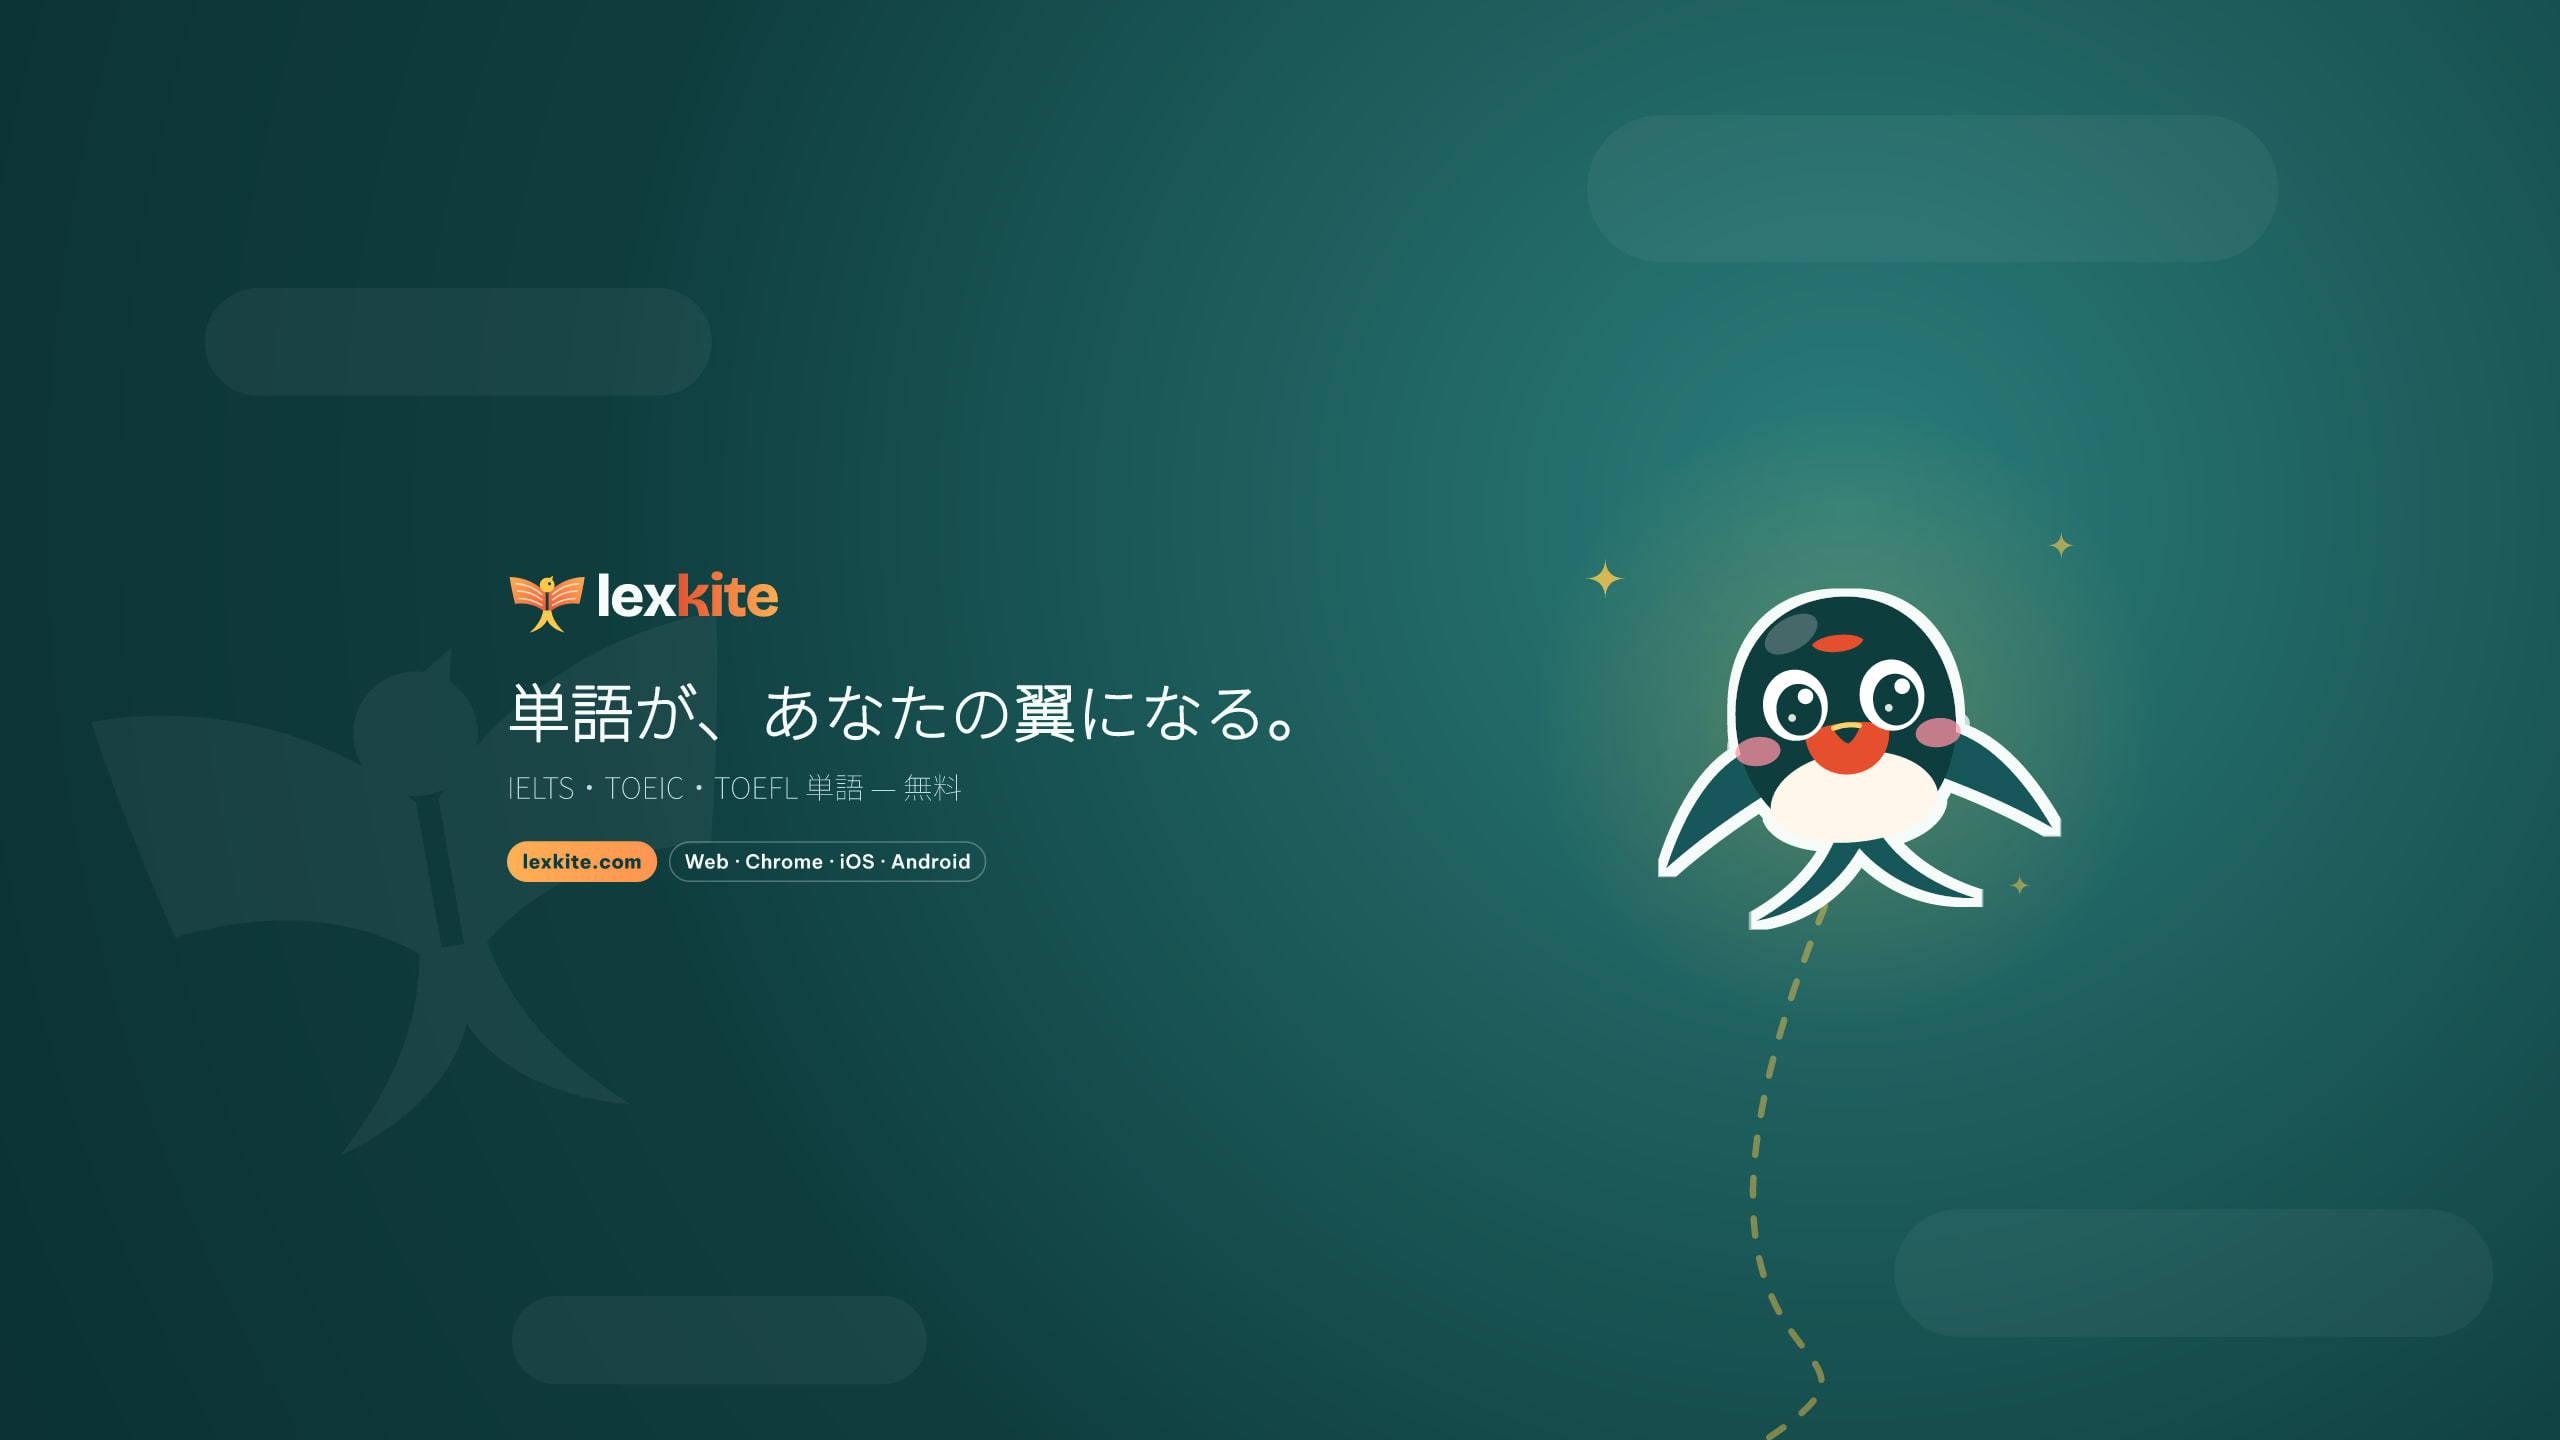 lexkite
単語が、あなたの翼になる。
IELTS・TOEIC・TOEFL 単語 — 無料
lexkite.com
Web · Chrome · iOS · Android